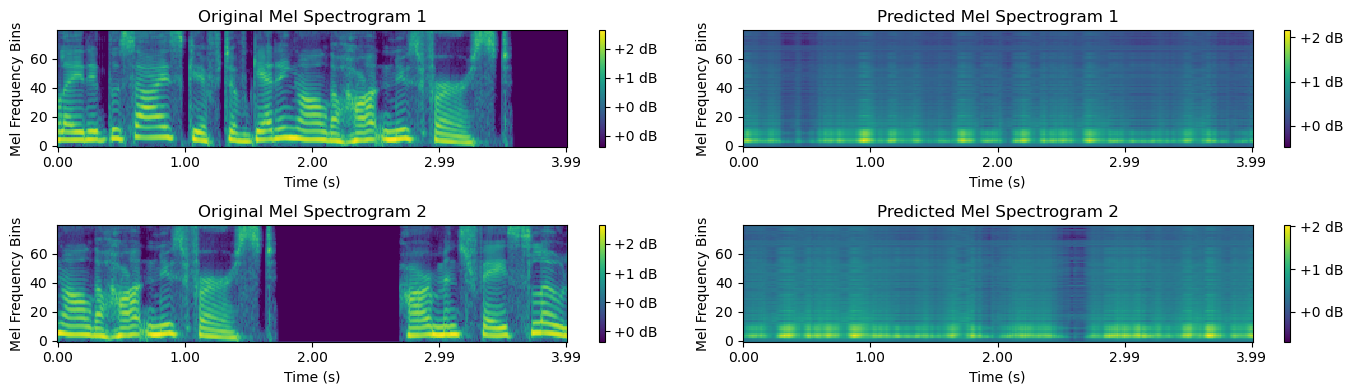 Original Mel Spectrogram 1
Mel Frequency Bins
60
40
20
0
0.00 1.00 2.00 2.99 3.99
Time (s)
+2 dB
+1 dB
+0 dB
+0 dB
Predicted Mel Spectrogram 1
Mel Frequency Bins
60
40
20
0
0.00 1.00 2.00 2.99 3.99
Time (s)
+2 dB
+1 dB
+0 dB
Original Mel Spectrogram 2
Mel Frequency Bins
60
40
20
0
0.00 1.00 2.00 2.99 3.99
Time (s)
+2 dB
+1 dB
+0 dB
+0 dB
Predicted Mel Spectrogram 2
Mel Frequency Bins
60
40
20
0
0.00 1.00 2.00 2.99 3.99
Time (s)
+2 dB
+1 dB
+0 dB